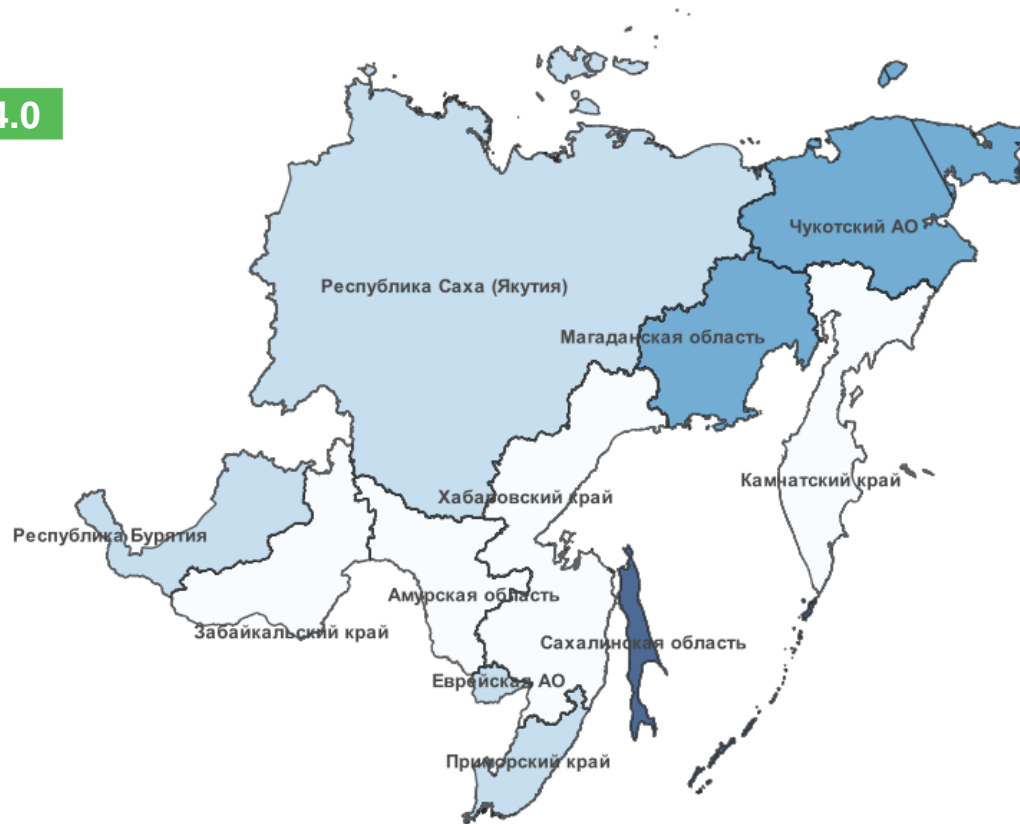 4.0
Чукотский АО
Республика Саха (Якутия)
Магаданская область
Камчатский край
Хабаровский край
Республика Бурятия
Амурская область
Забайкальский край
Сахалинская область
Еврейская АО
Приморский край